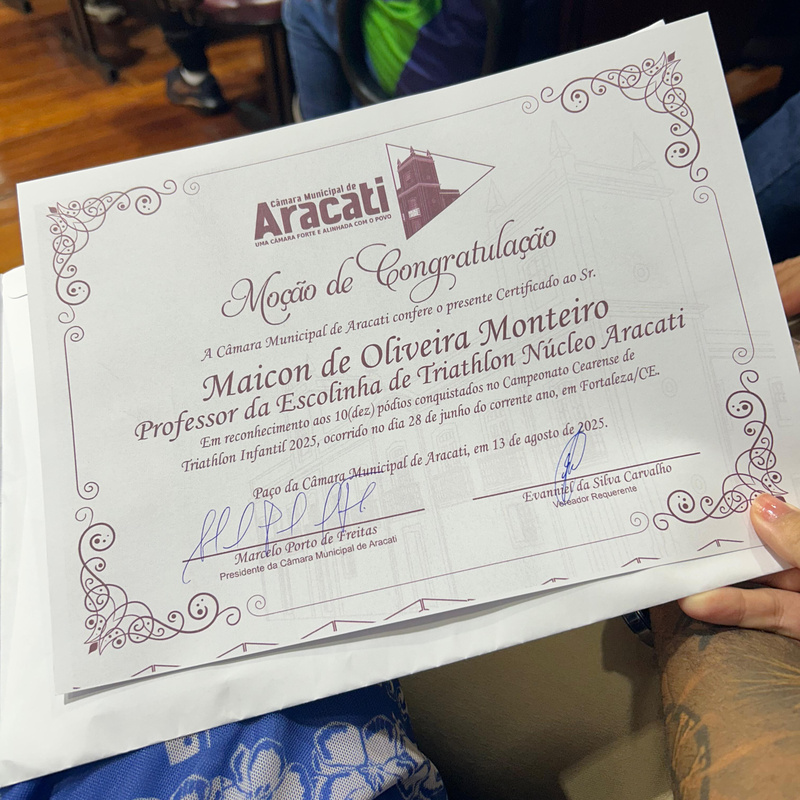 Câmara Municipal de
Aracati
UMA CÂMARA FORTE E ALINHADA COM O POVO
Moção de Congratulação
A Câmara Municipal de Aracati confere o presente Certificado ao Sr.
Maicon de Oliveira Monteiro
Professor da Escolinha de Triathlon Núcleo Aracati
Em reconhecimento aos 10(dez) pódios conquistados no Campeonato Cearense de
Triathlon Infantil 2025, ocorrido no dia 28 de junho do corrente ano, em Fortaleza/CE.
Paço da Câmara Municipal de Aracati, em 13 de agosto de 2025.
Marcelo Porto de Freitas
Presidente da Câmara Municipal de Aracati
Evanniel da Silva Carvalho
Vereador Requerente